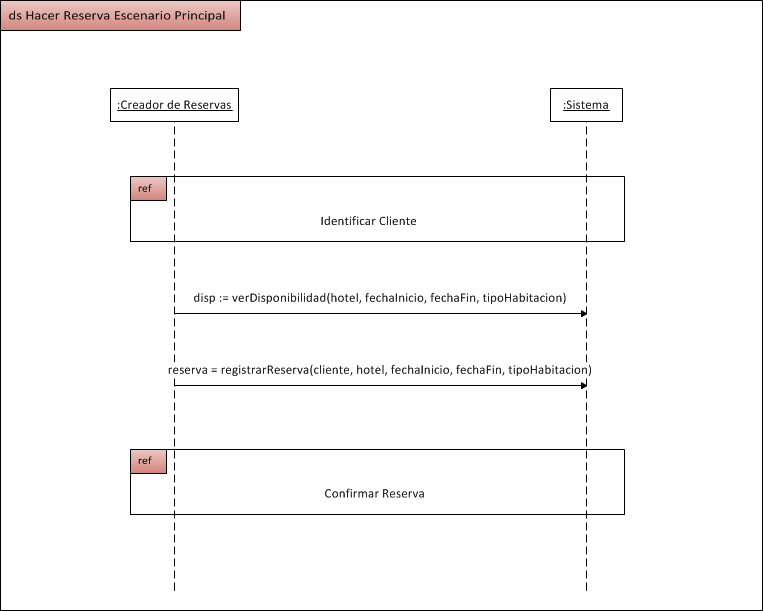 ds Hacer Reserva Escenario Principal
:Creador de Reservas
:Sistema
ref
Identificar Cliente
disp := verDisponibilidad(hotel, fechaInicio, fechaFin, tipoHabitacion)
reserva = registrarReserva(cliente, hotel, fechaInicio, fechaFin, tipoHabitacion)
ref
Confirmar Reserva